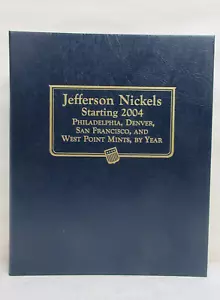 Jefferson Nickels
Starting 2004
Philadelphia, Denver,
San Francisco, and
West Point Mints, by Year